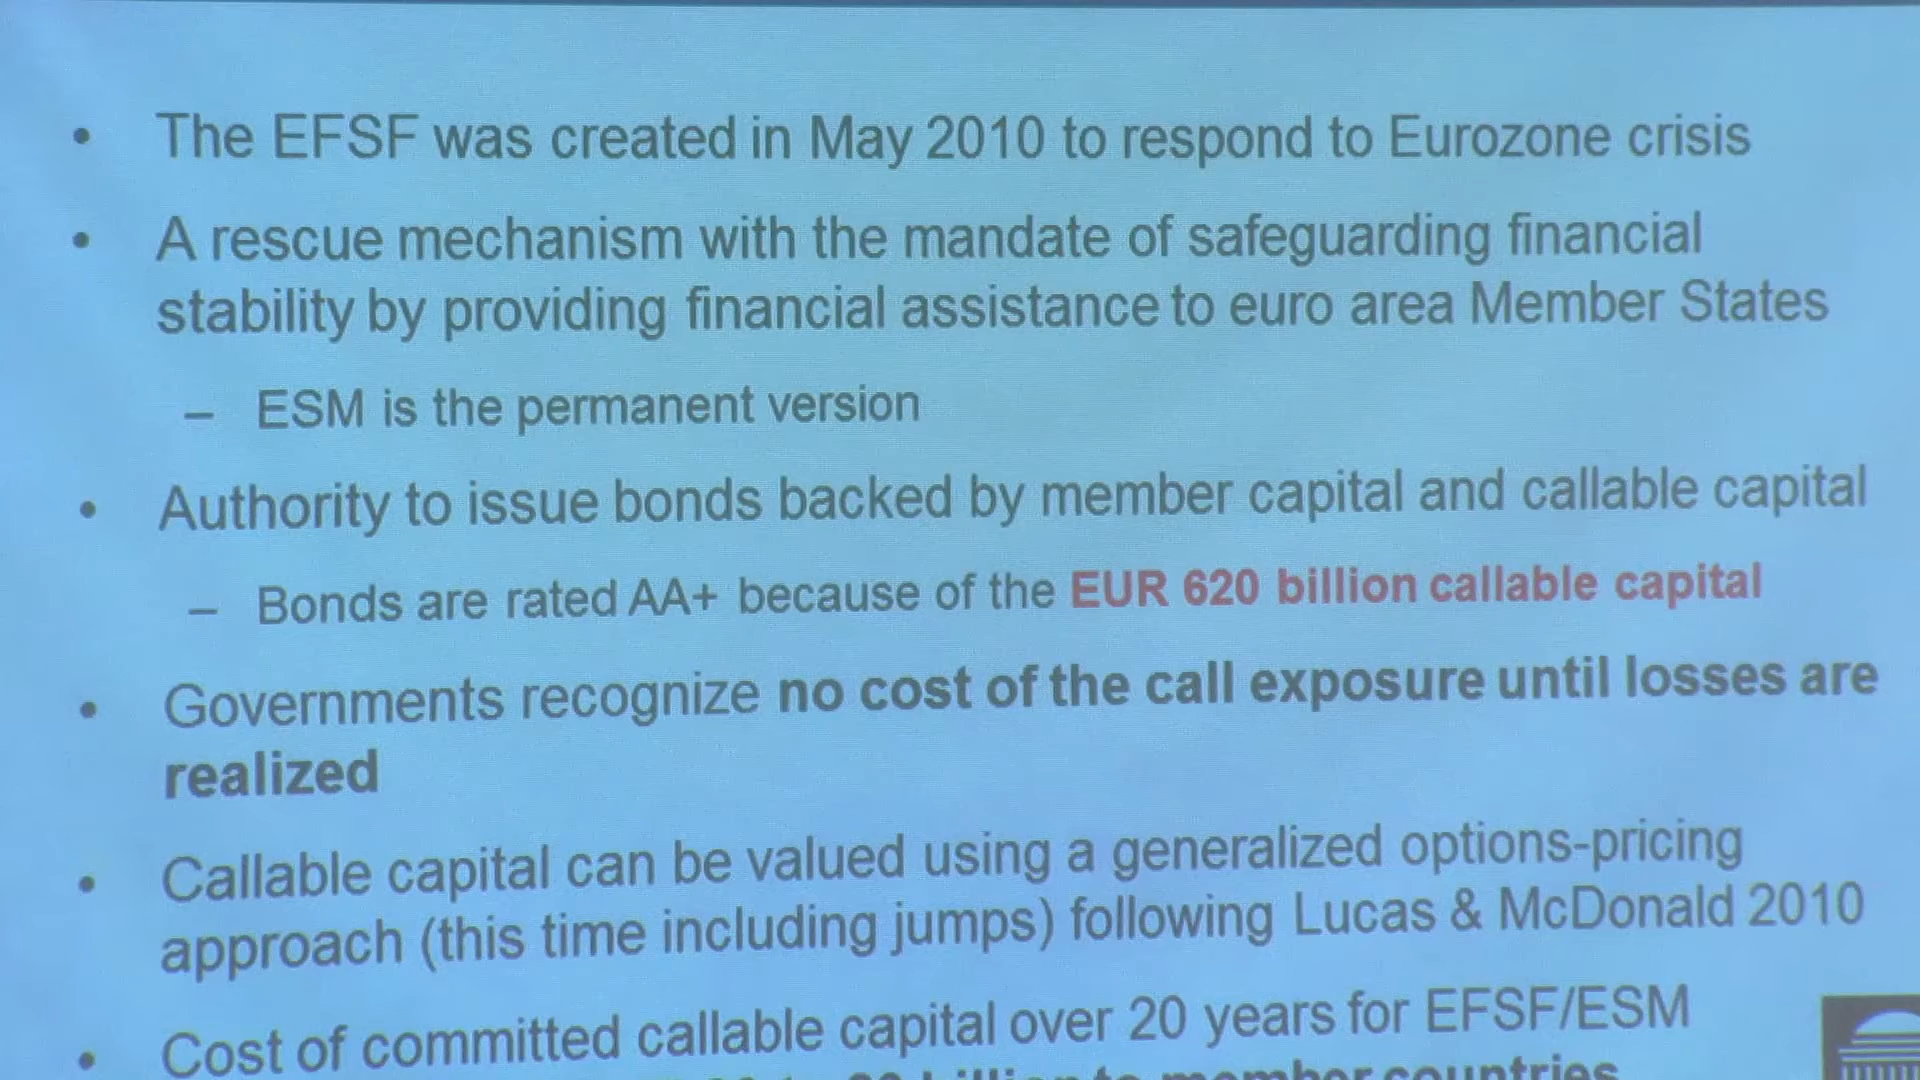 • The EFSF was created in May 2010 to respond to Eurozone crisis
• A rescue mechanism with the mandate of safeguarding financial
stability by providing financial assistance to euro area Member States
– ESM is the permanent version
• Authority to issue bonds backed by member capital and callable capital
– Bonds are rated AA+ because of the EUR 620 billion callable capital
• Governments recognize no cost of the call exposure until losses are
realized
• Callable capital can be valued using a generalized options-pricing
approach (this time including jumps) following Lucas & McDonald 2010
• Cost of committed callable capital over 20 years for EFSF/ESM
billion to member countries